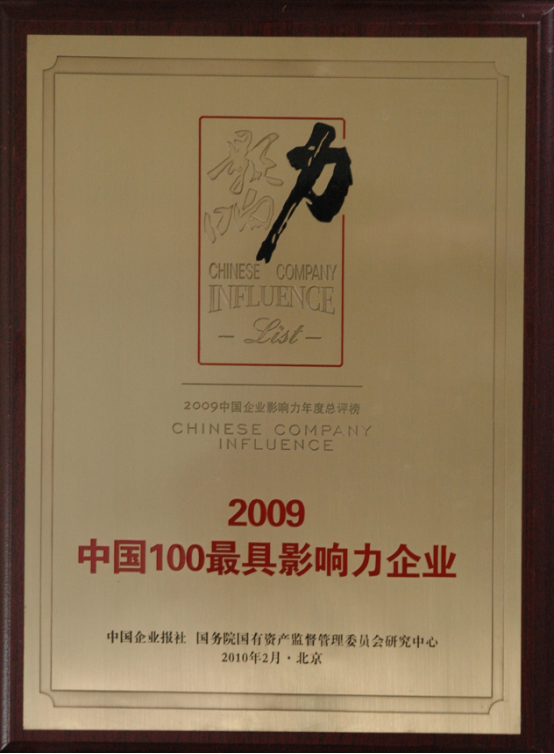 影响力
CHINESE COMPANY
INFLUENCE
– List –
2009中国企业影响力年度总评榜
CHINESE COMPANY
INFLUENCE
2009
中国100最具影响力企业
中国企业报社 国务院国有资产监督管理委员会研究中心
2010年2月·北京